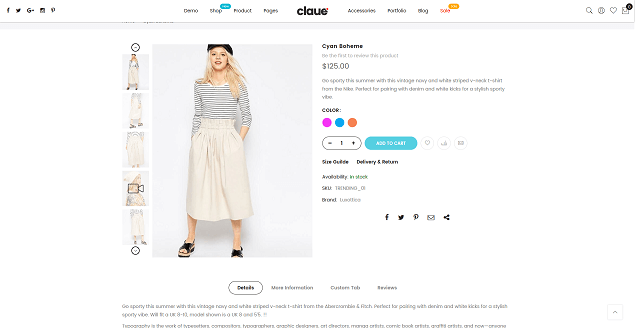 Demo
Shop
Product
Pages
claue
Accessories
Portfolio
Blog
Sale
0
Cyan Boheme
Be the first to review this product
$125.00
Go sporty this summer with this vintage navy and white striped v-neck t-shirt
from the Nike. Perfect for pairing with denim and white kicks for a stylish sporty
vibe.
COLOR:
- 1 +
ADD TO CART
Size Guide Delivery & Return
Availability: In stock
SKU: TRENDING_01
Brand: Luxottica
Details More Information Custom Tab Reviews
Go sporty this summer with this vintage navy and white striped v-neck t-shirt from the Abercrombie & Fitch. Perfect for pairing with denim and white kicks for a stylish
sporty vibe. Will fit a UK 8-10, model shown is a UK 8 and 5'5. !!
Typography is the work of typesetters, compositors, typographers, graphic designers, art directors, manga artists, comic book artists, graffiti artists, and now—anyone